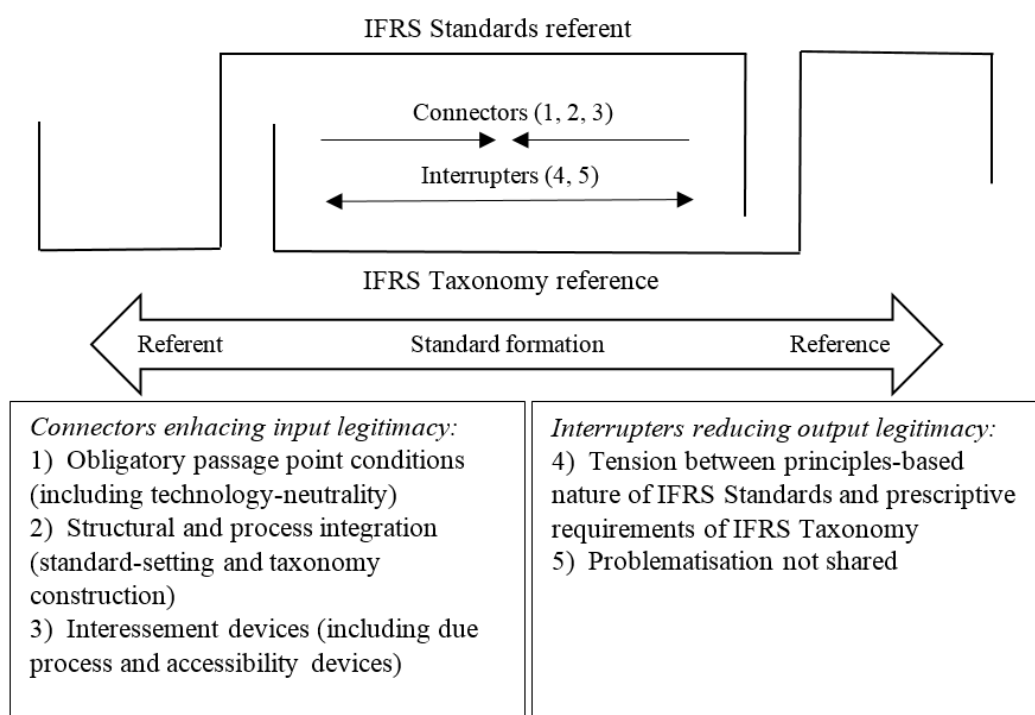 IFRS Standards referent
Connectors (1, 2, 3)
Interrupters (4, 5)
IFRS Taxonomy reference
Referent
Standard formation
Reference
Connectors enhacing input legitimacy:
1) Obligatory passage point conditions
(including technology-neutrality)
2) Structural and process integration
(standard-setting and taxonomy
construction)
3) Interessement devices (including due
process and accessibility devices)
Interrupters reducing output legitimacy:
4) Tension between principles-based
nature of IFRS Standards and prescriptive
requirements of IFRS Taxonomy
5) Problematisation not shared